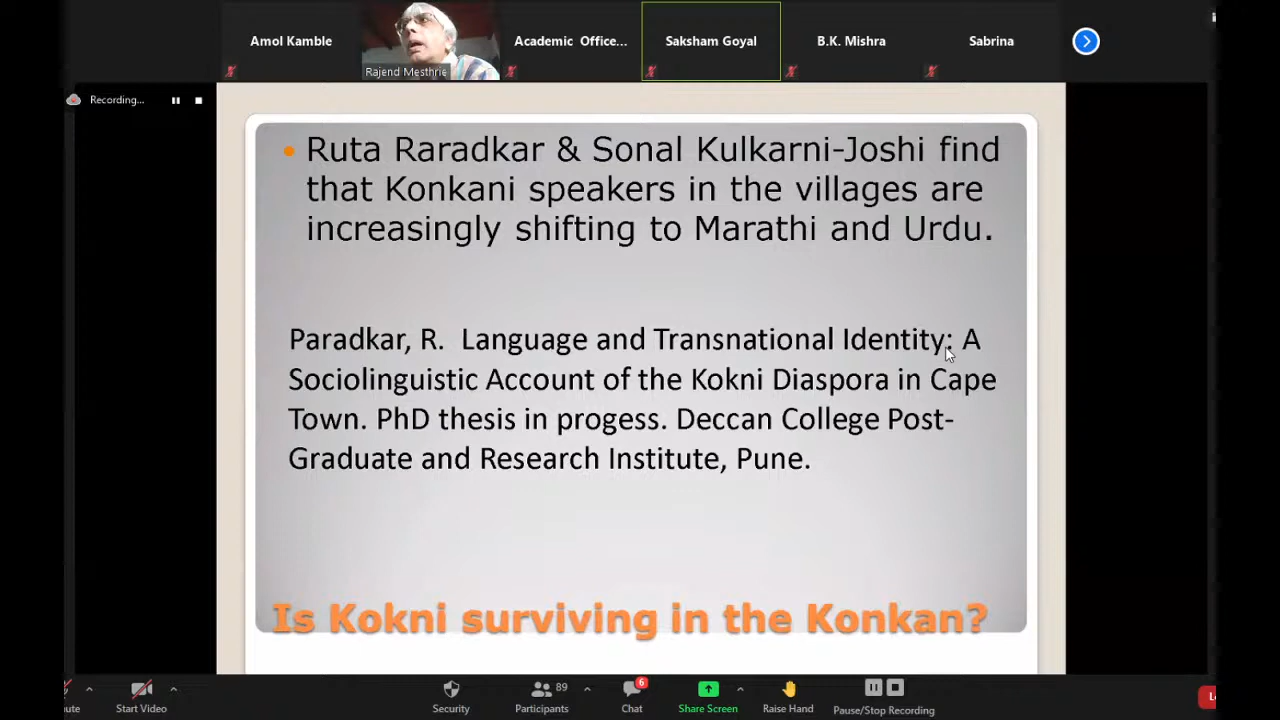 Amol Kamble
Rajend Mesthrie
Academic Office...
Saksham Goyal
B.K. Mishra
Sabrina
Recording...
• Ruta Raradkar & Sonal Kulkarni-Joshi find
that Konkani speakers in the villages are
increasingly shifting to Marathi and Urdu.
Paradkar, R. Language and Transnational Identity: A
Sociolinguistic Account of the Kokni Diaspora in Cape
Town. PhD thesis in progess. Deccan College Post-
Graduate and Research Institute, Pune.
Is Kokni surviving in the Konkan?
89
6
ute
Start Video
Security
Participants
Chat
Share Screen
Raise Hand
Pause/Stop Recording